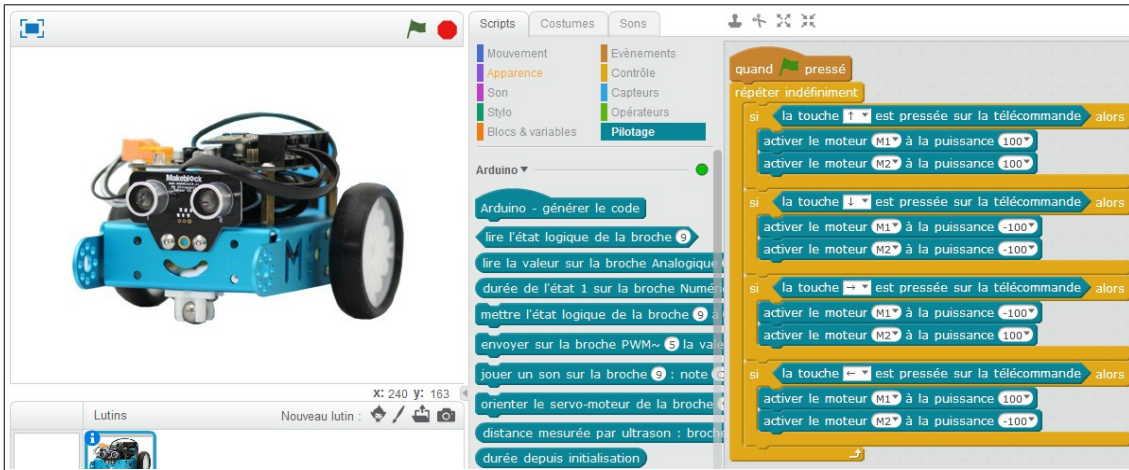 Scripts
Costumes
Sons
Mouvement
Evènements
Apparence
Contrôle
Son
Capteurs
Stylo
Opérateurs
Blocs & variables
Pilotage
Makeblock
M
Arduino
Arduino - générer le code
lire l'état logique de la broche 9
lire la valeur sur la broche Analogique
durée de l'état 1 sur la broche
mettre l'état logique de la broche 9 à
envoyer sur la broche PWM~ 5 la
jouer un son sur la broche 9 : note
orienter le servo-moteur de la broche
distance mesurée par ultrason :
durée depuis initialisation
x: 240 y: 163
Lutins
Nouveau lutin :
quand pressé
répéter indéfiniment
si la touche ↑ est pressée sur la télécommande alors
activer le moteur M1 à la puissance 100
activer le moteur M2 à la puissance 100
si la touche ↓ est pressée sur la télécommande alors
activer le moteur M1 à la puissance -100
activer le moteur M2 à la puissance -100
si la touche → est pressée sur la télécommande alors
activer le moteur M1 à la puissance -100
activer le moteur M2 à la puissance 100
si la touche ← est pressée sur la télécommande alors
activer le moteur M1 à la puissance 100
activer le moteur M2 à la puissance -100